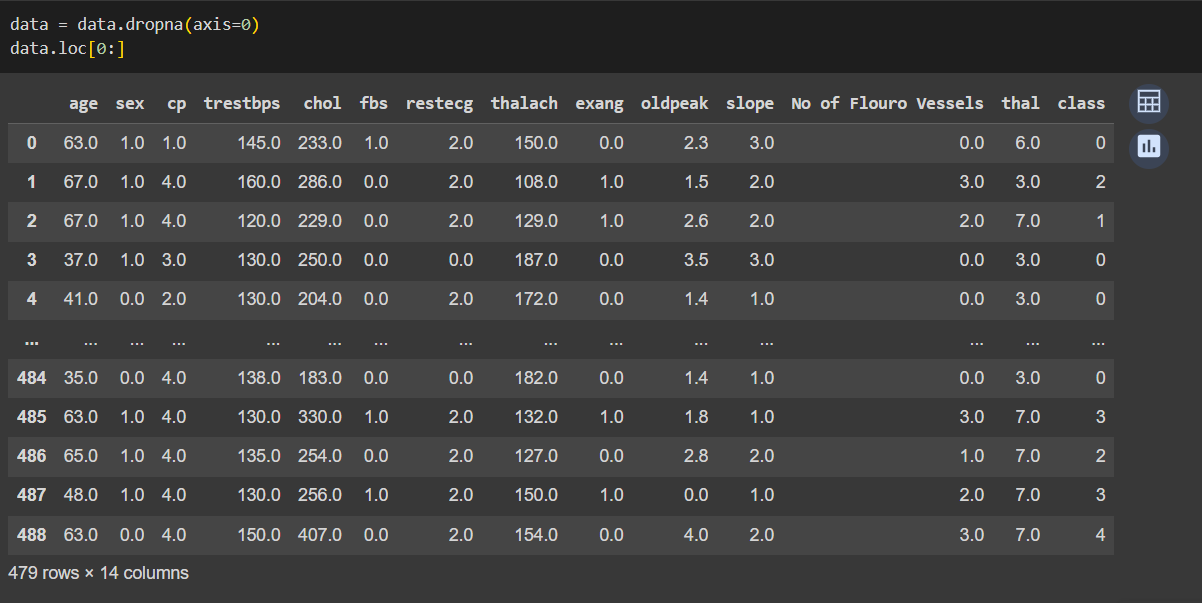 data = data.dropna(axis=0)
data.loc[0:]
age sex cp trestbps chol fbs restecg thalach exang oldpeak slope No of Flouro Vessels thal class
0 63.0 1.0 1.0 145.0 233.0 1.0 2.0 150.0 0.0 2.3 3.0 0.0 6.0 0
1 67.0 1.0 4.0 160.0 286.0 0.0 2.0 108.0 1.0 1.5 2.0 3.0 3.0 2
2 67.0 1.0 4.0 120.0 229.0 0.0 2.0 129.0 1.0 2.6 2.0 2.0 7.0 1
3 37.0 1.0 3.0 130.0 250.0 0.0 0.0 187.0 0.0 3.5 3.0 0.0 3.0 0
4 41.0 0.0 2.0 130.0 204.0 0.0 2.0 172.0 0.0 1.4 1.0 0.0 3.0 0
... ... ... ... ... ... ... ... ... ... ... ... ... ... ...
484 35.0 0.0 4.0 138.0 183.0 0.0 0.0 182.0 0.0 1.4 1.0 0.0 3.0 0
485 63.0 1.0 4.0 130.0 330.0 1.0 2.0 132.0 1.0 1.8 1.0 3.0 7.0 3
486 65.0 1.0 4.0 135.0 254.0 0.0 2.0 127.0 0.0 2.8 2.0 1.0 7.0 2
487 48.0 1.0 4.0 130.0 256.0 1.0 2.0 150.0 1.0 0.0 1.0 2.0 7.0 3
488 63.0 0.0 4.0 150.0 407.0 0.0 2.0 154.0 0.0 4.0 2.0 3.0 7.0 4
479 rows × 14 columns